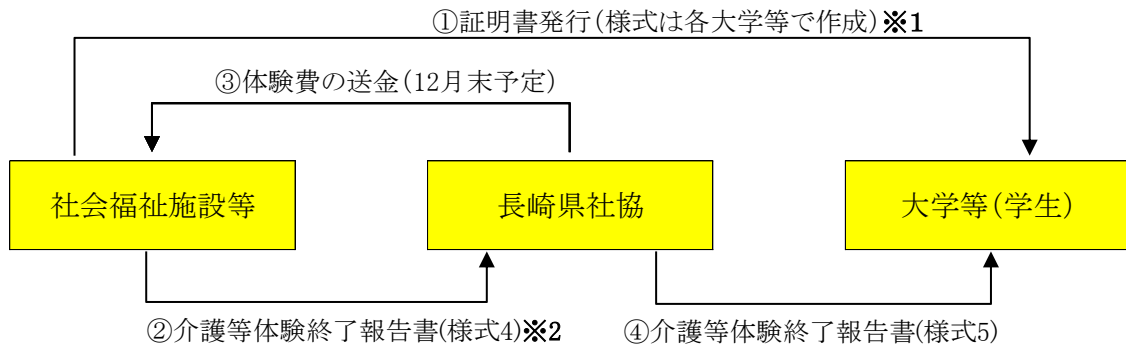 ①証明書発行(様式は各大学等で作成)※1
③体験費の送金(12月末予定)
社会福祉施設等
長崎県社協
大学等(学生)
②介護等体験終了報告書(様式4)※2
④介護等体験終了報告書(様式5)